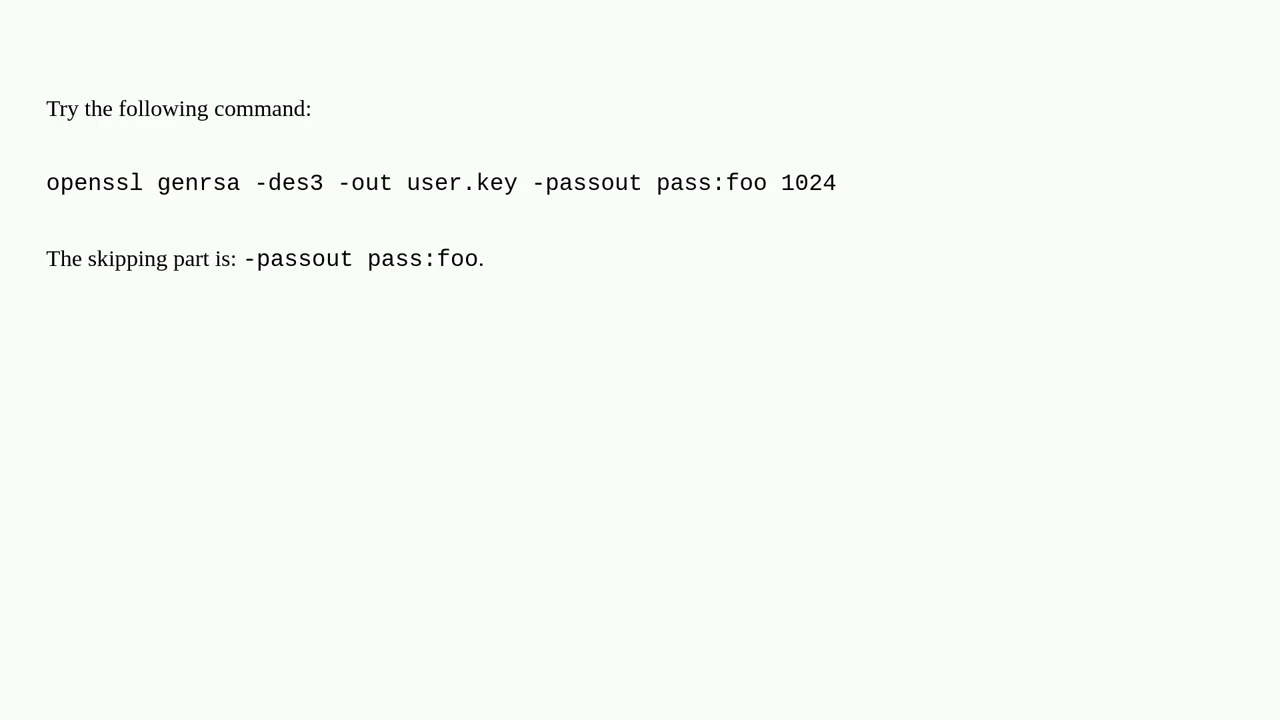 Try the following command:
openssl genrsa -des3 -out user.key -passout pass:foo 1024
The skipping part is: -passout pass:foo.